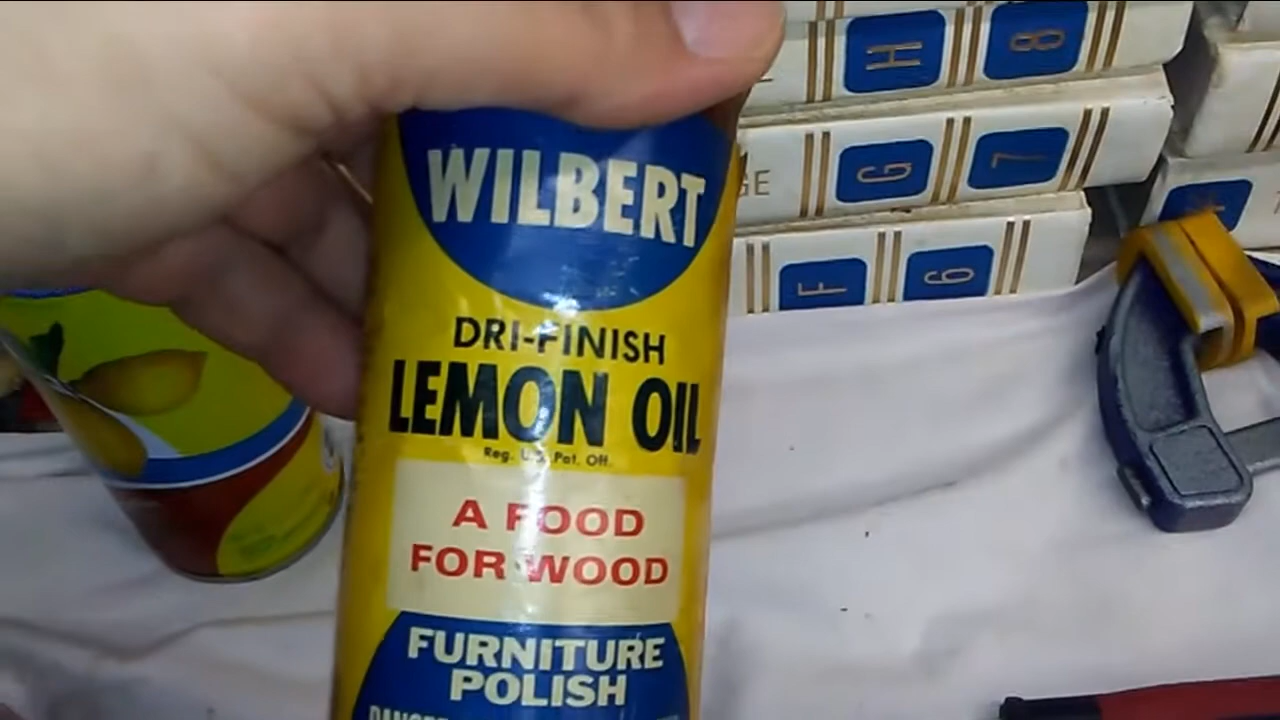 WILBERT
DRI-FINISH
LEMON OIL
Reg. U.S. Pat. Off.
A FOOD
FOR WOOD
FURNITURE
POLISH
H 8
G 7
F 6